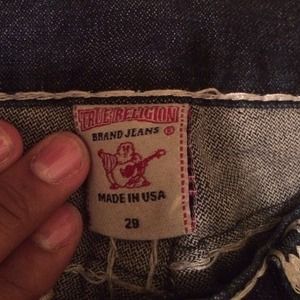 TRUE RELIGION
BRAND JEANS ®
MADE IN USA
29